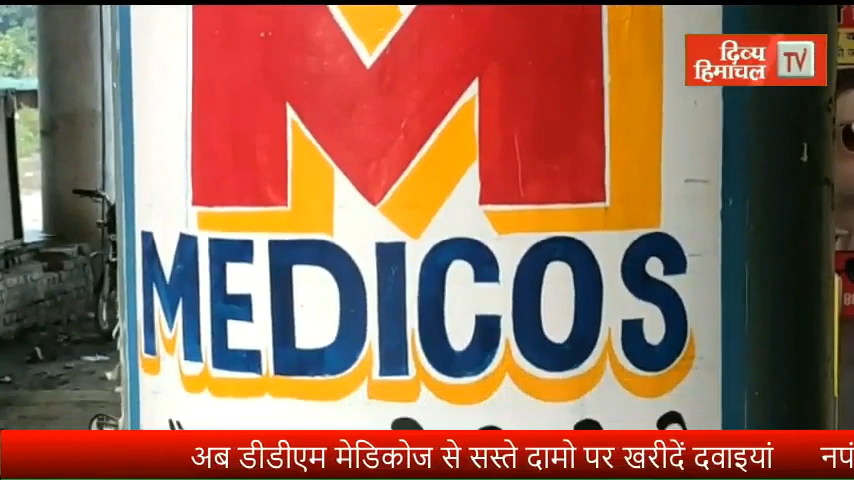 M
दिव्य
हिमांचल
TV
MEDICOS
अब डीडीएम मेडिकोज से सस्ते दामो पर खरीदें दवाइयां